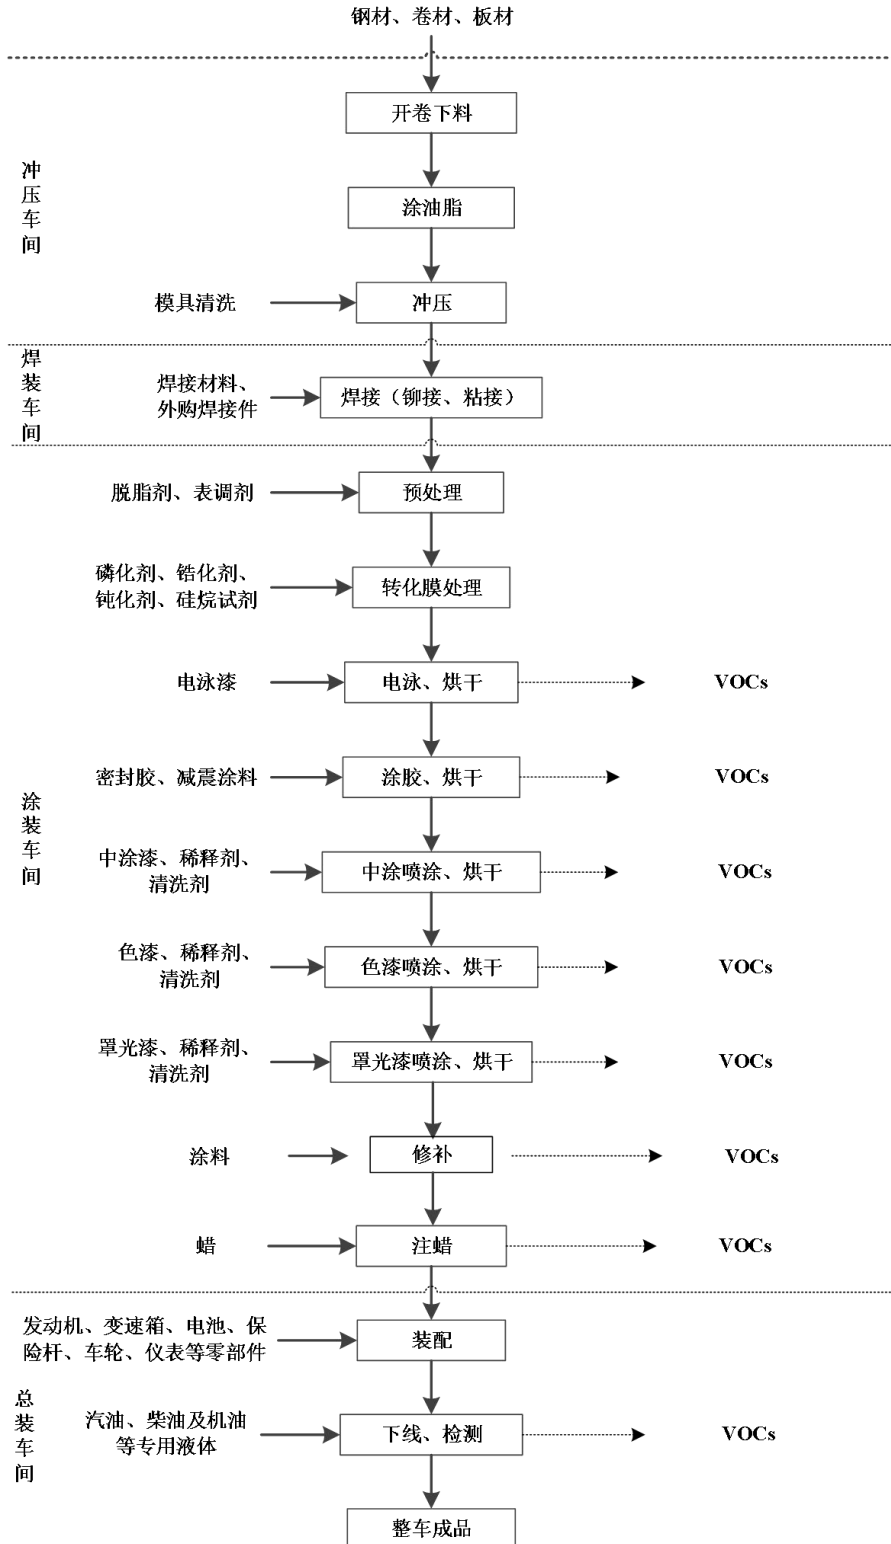 钢材、卷材、板材
冲压车间
开卷下料
涂油脂
模具清洗
冲压
焊装车间
焊接材料、
外购焊接件
焊接（铆接、粘接）
涂装车间
脱脂剂、表调剂
预处理
磷化剂、锆化剂、
钝化剂、硅烷试剂
转化膜处理
电泳漆
电泳、烘干
VOCs
密封胶、减震涂料
涂胶、烘干
VOCs
中涂漆、稀释剂、
清洗剂
中涂喷涂、烘干
VOCs
色漆、稀释剂、
清洗剂
色漆喷涂、烘干
VOCs
罩光漆、稀释剂、
清洗剂
罩光漆喷涂、烘干
VOCs
涂料
修补
VOCs
蜡
注蜡
VOCs
总装车间
发动机、变速箱、电池、保
险杆、车轮、仪表等零部件
装配
汽油、柴油及机油
等专用液体
下线、检测
VOCs
整车成品